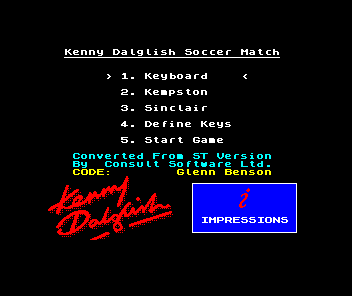 Kenny Dalglish Soccer Match
> 1. Keyboard <
2. Kempston
3. Sinclair
4. Define Keys
5. Start Game
Converted From ST Version
By Consult Software Ltd.
CODE: Glenn Benson
Kenny
Dalglish
i
IMPRESSIONS